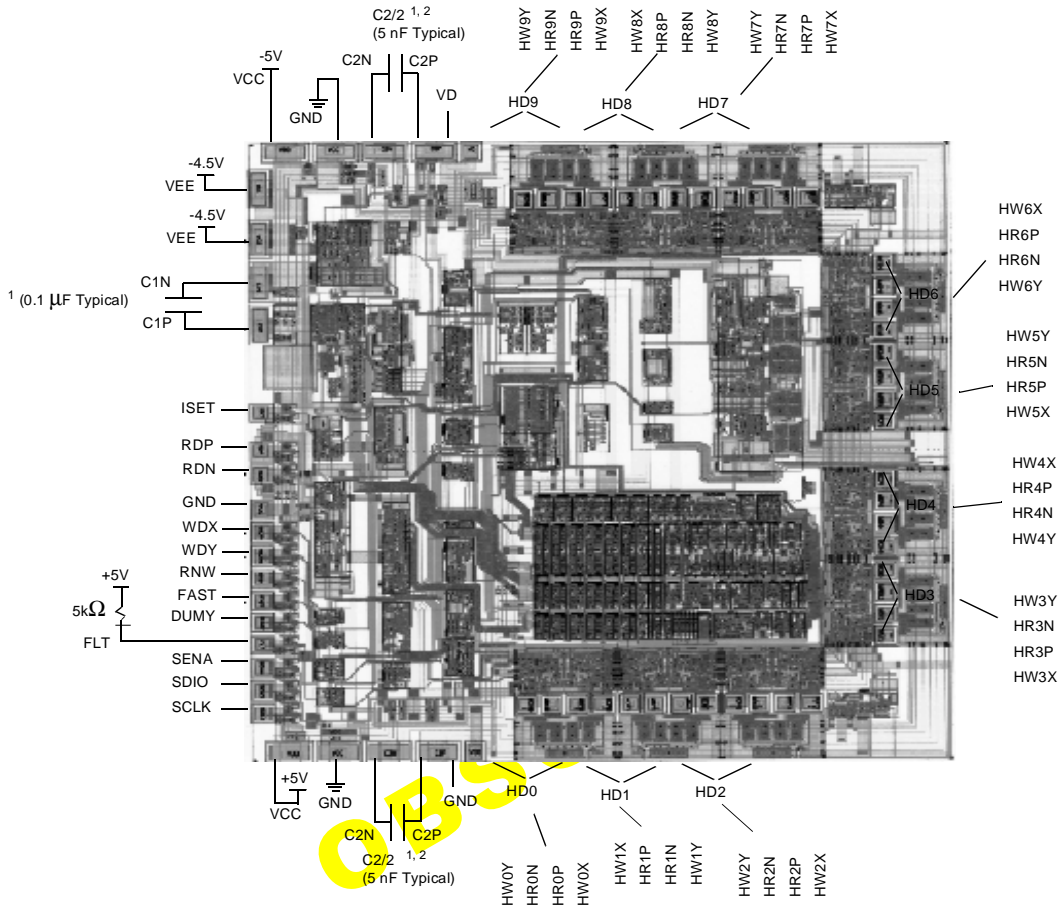 C2/2 1, 2
(5 nF Typical)
C2N
C2P
-5V
VCC
GND
VD
HW9Y
HR9N
HR9P
HW9X
HW8X
HR8P
HR8N
HW8Y
HW7Y
HR7N
HR7P
HW7X
HD9
HD8
HD7
-4.5V
VEE
-4.5V
VEE
C1N
1 (0.1 μF Typical)
C1P
ISET
RDP
RDN
GND
WDX
WDY
RNW
FAST
DUMY
+5V
5kΩ
FLT
SENA
SDIO
SCLK
HW6X
HR6P
HR6N
HW6Y
HD6
HW5Y
HR5N
HR5P
HW5X
HD5
HW4X
HR4P
HR4N
HW4Y
HD4
HW3Y
HR3N
HR3P
HW3X
HD3
+5V
VCC
GND
C2N
C2P
GND
C2/2 1, 2
(5 nF Typical)
OBS
HD0
HD1
HD2
HW0Y
HR0N
HR0P
HW0X
HW1X
HR1P
HR1N
HW1Y
HW2Y
HR2N
HR2P
HW2X